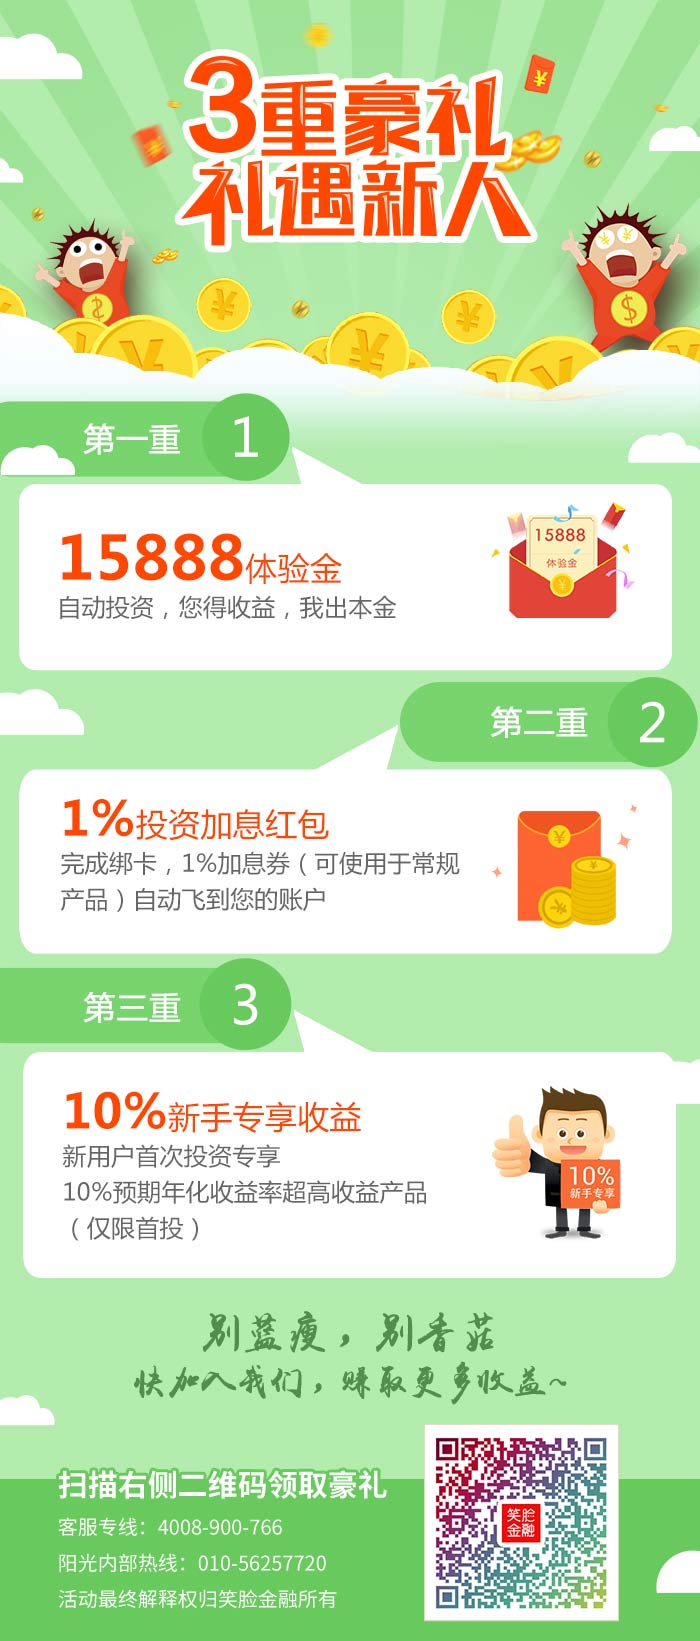 3重豪礼
礼遇新人
第一重 1
15888体验金
自动投资，您得收益，我出本金
15888
体验金
第二重 2
1%投资加息红包
完成绑卡，1%加息券（可使用于常规
产品）自动飞到您的账户
第三重 3
10%新手专享收益
新用户首次投资专享
10%预期年化收益率超高收益产品
（仅限首投）
10%
新手专享
别蓝瘦，别香菇
快加入我们，赚取更多收益~
扫描右侧二维码领取豪礼
客服专线：4008-900-766
阳光内部热线：010-56257720
活动最终解释权归笑脸金融所有
笑脸
金融